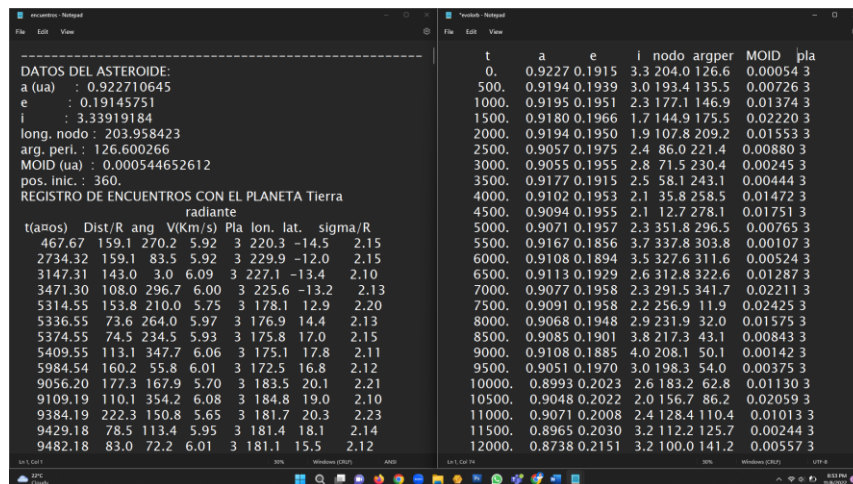 encuentros - Notepad
File Edit View
DATOS DEL ASTEROIDE:
a (ua) : 0.922710645
e : 0.19145751
i : 3.33919184
long. nodo : 203.958423
arg. peri. : 126.600266
MOID (ua) : 0.000544652612
pos. inic. : 360.
REGISTRO DE ENCUENTROS CON EL PLANETA Tierra
radiante
t(a¤os) Dist/R ang V(Km/s) Pla lon. lat. sigma/R
467.67 159.1 270.2 5.92 3 220.3 -14.5 2.15
2734.32 159.1 83.5 5.92 3 229.9 -12.0 2.15
3147.31 143.0 3.0 6.09 3 227.1 -13.4 2.10
3471.30 108.0 296.7 6.00 3 225.6 -13.2 2.13
5314.55 153.8 210.0 5.75 3 178.1 12.9 2.20
5336.55 73.6 264.0 5.97 3 176.9 14.4 2.13
5374.55 74.5 234.5 5.93 3 175.8 17.0 2.15
5409.55 113.1 347.7 6.06 3 175.1 17.8 2.11
5984.54 160.2 55.8 6.01 3 172.5 16.8 2.12
9056.20 177.3 167.9 5.70 3 183.5 20.1 2.21
9109.19 110.1 354.2 6.08 3 184.8 19.0 2.10
9384.19 222.3 150.8 5.65 3 181.7 20.3 2.23
9429.18 78.5 113.4 5.95 3 181.4 18.1 2.14
9482.18 83.0 72.2 6.01 3 181.1 15.5 2.12
Ln 1, Col 1 30% Windows (CRLF) ANSI
*evolorb - Notepad
File Edit View
t a e i nodo argper MOID pla
0. 0.9227 0.1915 3.3 204.0 126.6 0.00054 3
500. 0.9194 0.1939 3.0 193.4 135.5 0.00726 3
1000. 0.9195 0.1951 2.3 177.1 146.9 0.01374 3
1500. 0.9180 0.1966 1.7 144.9 175.5 0.02220 3
2000. 0.9194 0.1950 1.9 107.8 209.2 0.01553 3
2500. 0.9057 0.1975 2.4 86.0 221.4 0.00880 3
3000. 0.9055 0.1955 2.8 71.5 230.4 0.00245 3
3500. 0.9177 0.1915 2.5 58.1 243.1 0.00444 3
4000. 0.9102 0.1953 2.1 35.8 258.5 0.01472 3
4500. 0.9094 0.1955 2.1 12.7 278.1 0.01751 3
5000. 0.9071 0.1957 2.3 351.8 296.5 0.00765 3
5500. 0.9167 0.1856 3.7 337.8 303.8 0.00107 3
6000. 0.9108 0.1894 3.5 327.6 311.6 0.00524 3
6500. 0.9113 0.1929 2.6 312.8 322.6 0.01287 3
7000. 0.9077 0.1958 2.3 291.5 341.7 0.02211 3
7500. 0.9091 0.1958 2.2 256.9 11.9 0.02425 3
8000. 0.9068 0.1948 2.9 231.9 32.0 0.01575 3
8500. 0.9085 0.1901 3.8 217.3 43.1 0.00843 3
9000. 0.9108 0.1885 4.0 208.1 50.1 0.00142 3
9500. 0.9051 0.1970 3.0 198.3 54.0 0.00375 3
10000. 0.8993 0.2023 2.6 183.2 62.8 0.01130 3
10500. 0.9048 0.2022 2.0 156.7 86.2 0.02059 3
11000. 0.9071 0.2008 2.4 128.4 110.4 0.01013 3
11500. 0.8965 0.2030 3.2 112.2 125.7 0.00244 3
12000. 0.8738 0.2151 3.2 100.0 141.2 0.00557 3
Ln 1, Col 74 30% Windows (CRLF) UTF-8
22°C
Cloudy
8:53 PM